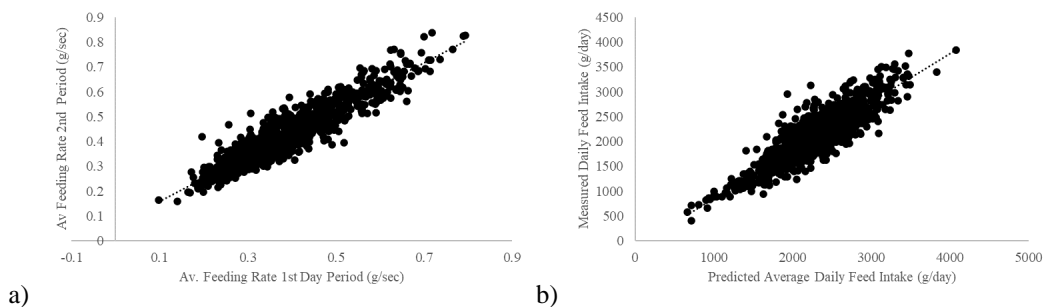 0.9
0.8
0.7
0.6
0.5
0.4
0.3
0.2
0.1
0
-0.1 0.1 0.3 0.5 0.7 0.9
Av Feeding Rate 2nd Period (g/sec)
Av. Feeding Rate 1st Day Period (g/sec)
a)
4500
4000
3500
3000
2500
2000
1500
1000
500
0
0 1000 2000 3000 4000 5000
Measured Daily Feed Intake (g/day)
Predicted Average Daily Feed Intake (g/day)
b)